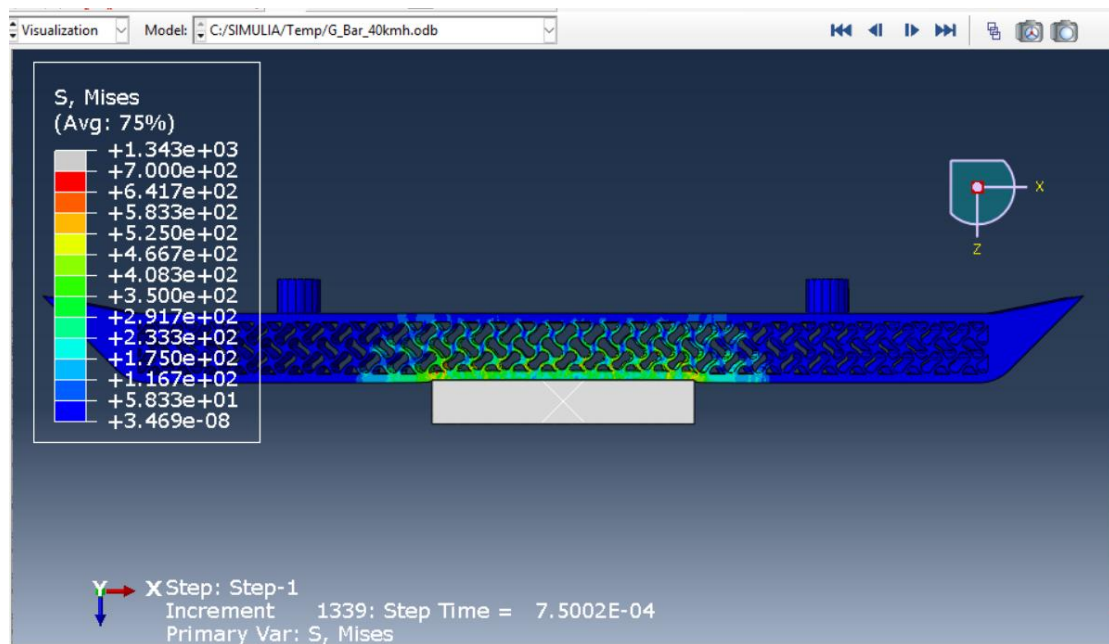 Visualization Model: C:/SIMULIA/Temp/G_Bar_40kmh.odb
S, Mises
(Avg: 75%)
+1.343e+03
+7.000e+02
+6.417e+02
+5.833e+02
+5.250e+02
+4.667e+02
+4.083e+02
+3.500e+02
+2.917e+02
+2.333e+02
+1.750e+02
+1.167e+02
+5.833e+01
+3.469e-08
X
Z
Y X
Step: Step-1
Increment 1339: Step Time = 7.5002E-04
Primary Var: S, Mises